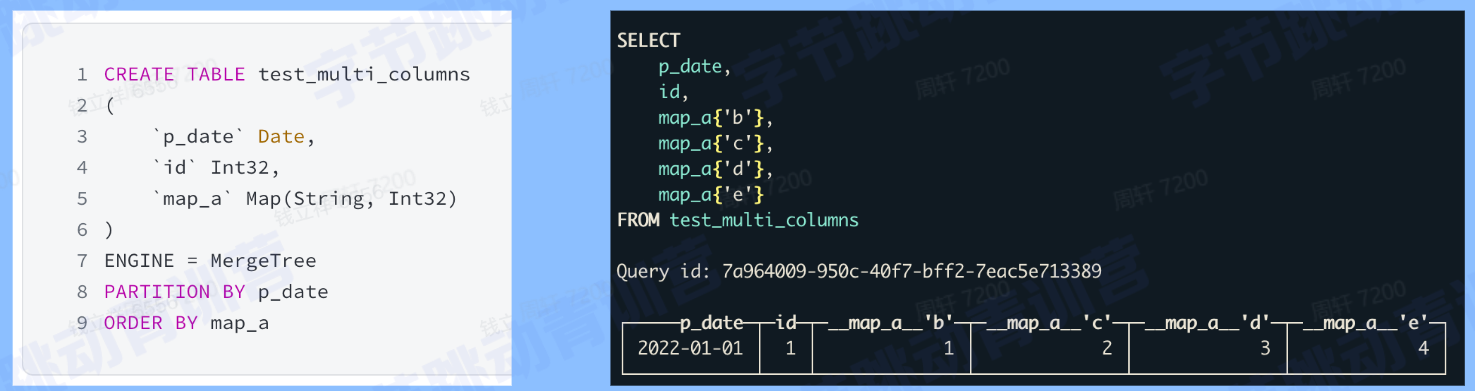 1 CREATE TABLE test_multi_columns
2 (
3 `p_date` Date,
4 `id` Int32,
5 `map_a` Map(String, Int32)
6 )
7 ENGINE = MergeTree
8 PARTITION BY p_date
9 ORDER BY map_a
SELECT
p_date,
id,
map_a{'b'},
map_a{'c'},
map_a{'d'},
map_a{'e'}
FROM test_multi_columns
Query id: 7a964009-950c-40f7-bff2-7eac5e713389
p_date id __map_a__'b' __map_a__'c' __map_a__'d' __map_a__'e'
2022-01-01 1 1 2 3 4
字节跳动青训营
周轩 7200